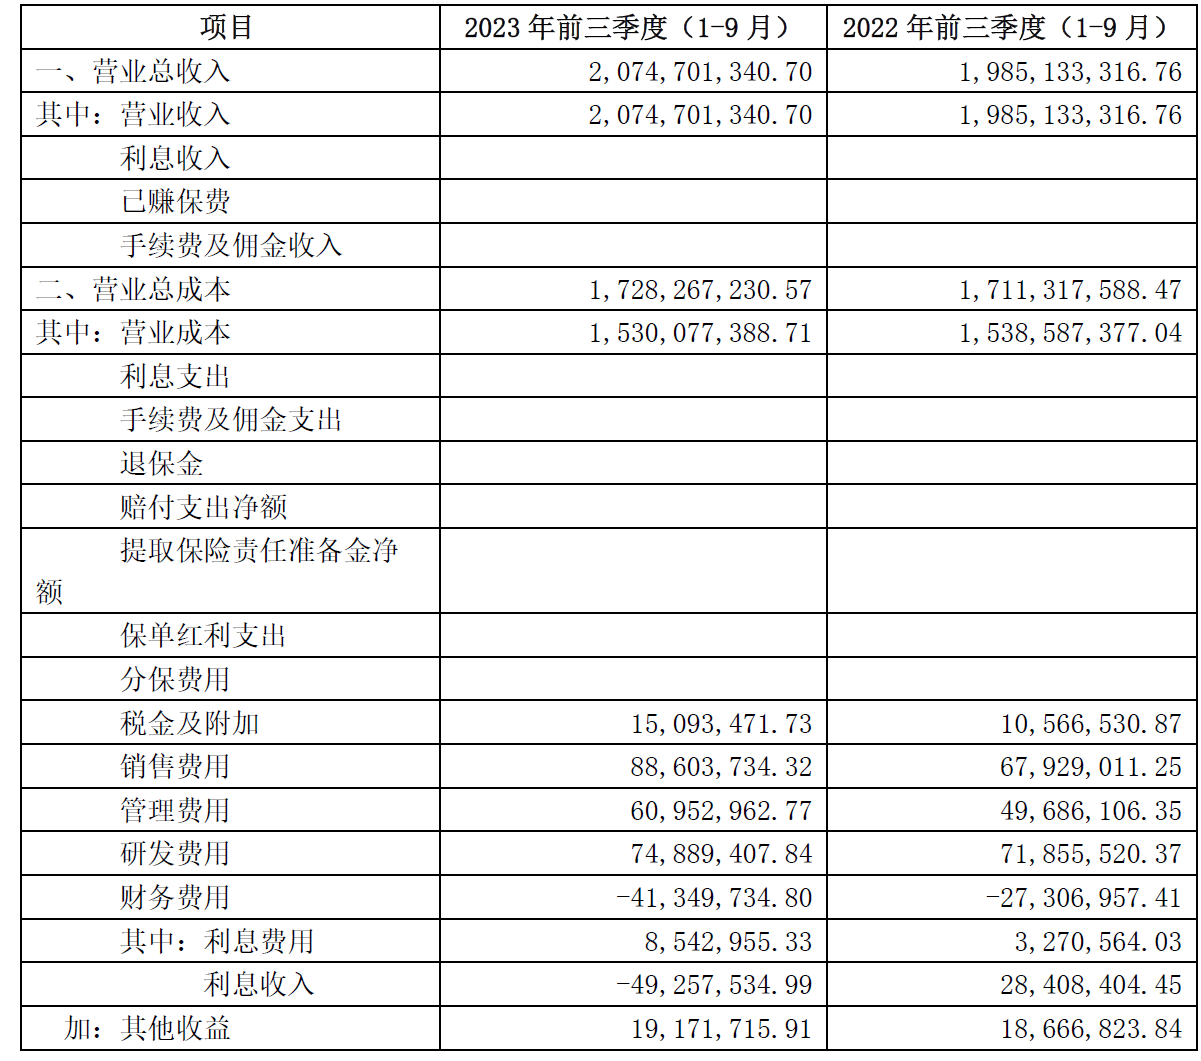 项目 2023 年前三季度（1-9 月） 2022 年前三季度（1-9 月）
一、营业总收入 2,074,701,340.70 1,985,133,316.76
其中：营业收入 2,074,701,340.70 1,985,133,316.76
利息收入
已赚保费
手续费及佣金收入
二、营业总成本 1,728,267,230.57 1,711,317,588.47
其中：营业成本 1,530,077,388.71 1,538,587,377.04
利息支出
手续费及佣金支出
退保金
赔付支出净额
提取保险责任准备金净
额
保单红利支出
分保费用
税金及附加 15,093,471.73 10,566,530.87
销售费用 88,603,734.32 67,929,011.25
管理费用 60,952,962.77 49,686,106.35
研发费用 74,889,407.84 71,855,520.37
财务费用 -41,349,734.80 -27,306,957.41
其中：利息费用 8,542,955.33 3,270,564.03
利息收入 -49,257,534.99 28,408,404.45
加：其他收益 19,171,715.91 18,666,823.84